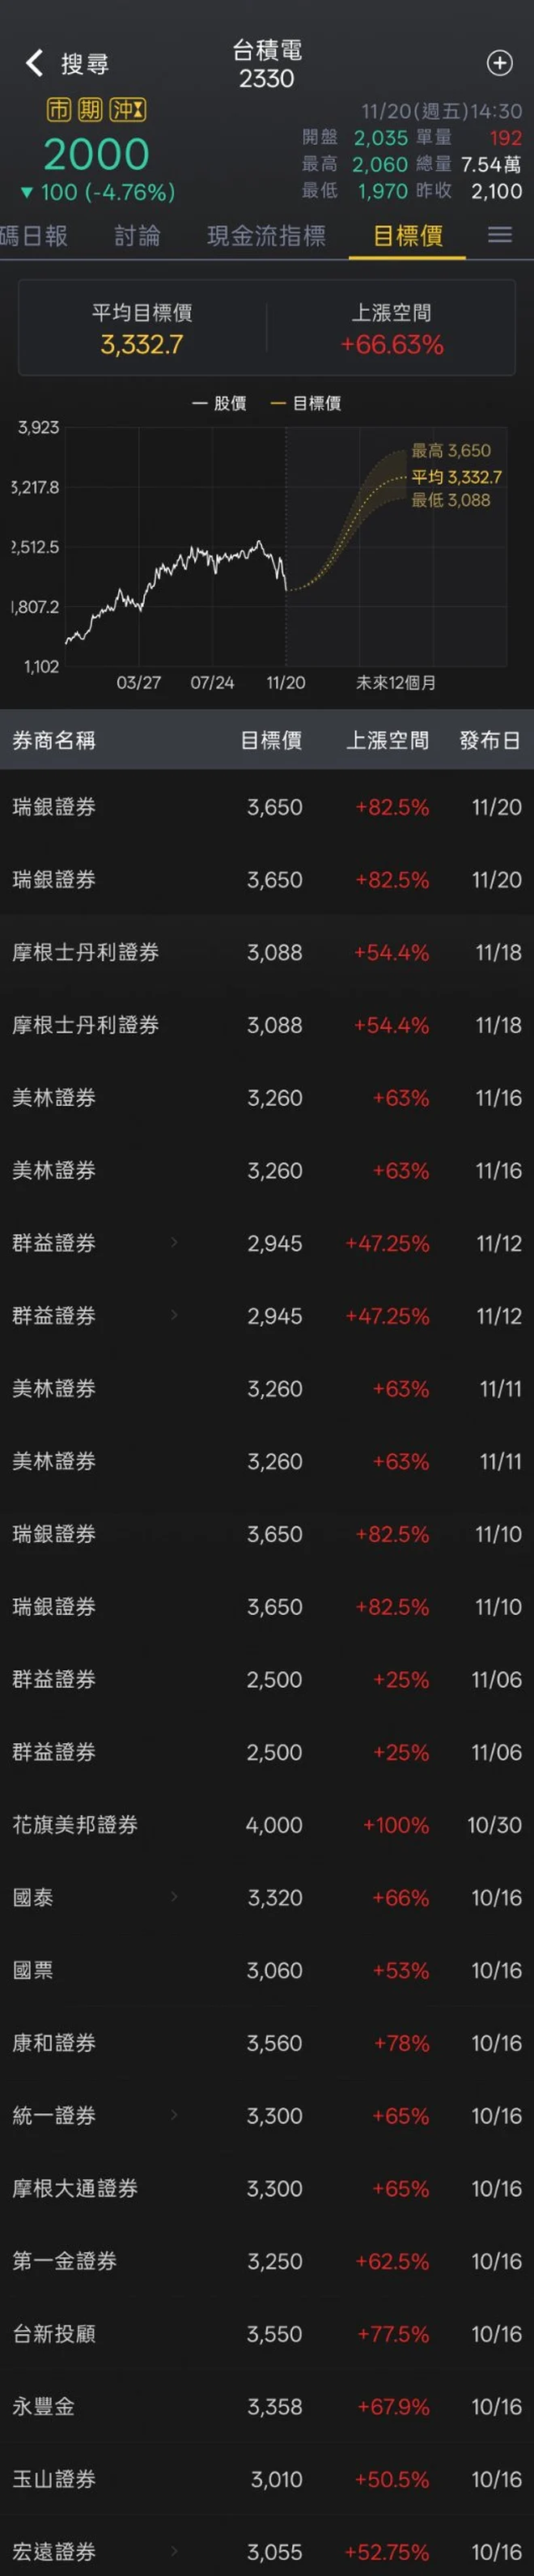 搜尋
台積電
2330
市 期 沖
2000
▼ 100 (-4.76%)
11/20(週五)14:30
開盤 2,035 單量 192
最高 2,060 總量 7.54萬
最低 1,970 昨收 2,100
碼日報 討論 現金流指標 目標價
平均目標價 上漲空間
3,332.7 +66.63%
股價 目標價
3,923
3,217.8
2,512.5
1,807.2
1,102
最高 3,650
平均 3,332.7
最低 3,088
03/27 07/24 11/20 未來12個月
券商名稱 目標價 上漲空間 發布日
瑞銀證券 3,650 +82.5% 11/20
瑞銀證券 3,650 +82.5% 11/20
摩根士丹利證券 3,088 +54.4% 11/18
摩根士丹利證券 3,088 +54.4% 11/18
美林證券 3,260 +63% 11/16
美林證券 3,260 +63% 11/16
群益證券 2,945 +47.25% 11/12
群益證券 2,945 +47.25% 11/12
美林證券 3,260 +63% 11/11
美林證券 3,260 +63% 11/11
瑞銀證券 3,650 +82.5% 11/10
瑞銀證券 3,650 +82.5% 11/10
群益證券 2,500 +25% 11/06
群益證券 2,500 +25% 11/06
花旗美邦證券 4,000 +100% 10/30
國泰 3,320 +66% 10/16
國票 3,060 +53% 10/16
康和證券 3,560 +78% 10/16
統一證券 3,300 +65% 10/16
摩根大通證券 3,300 +65% 10/16
第一金證券 3,250 +62.5% 10/16
台新投顧 3,550 +77.5% 10/16
永豐金 3,358 +67.9% 10/16
玉山證券 3,010 +50.5% 10/16
宏遠證券 3,055 +52.75% 10/16